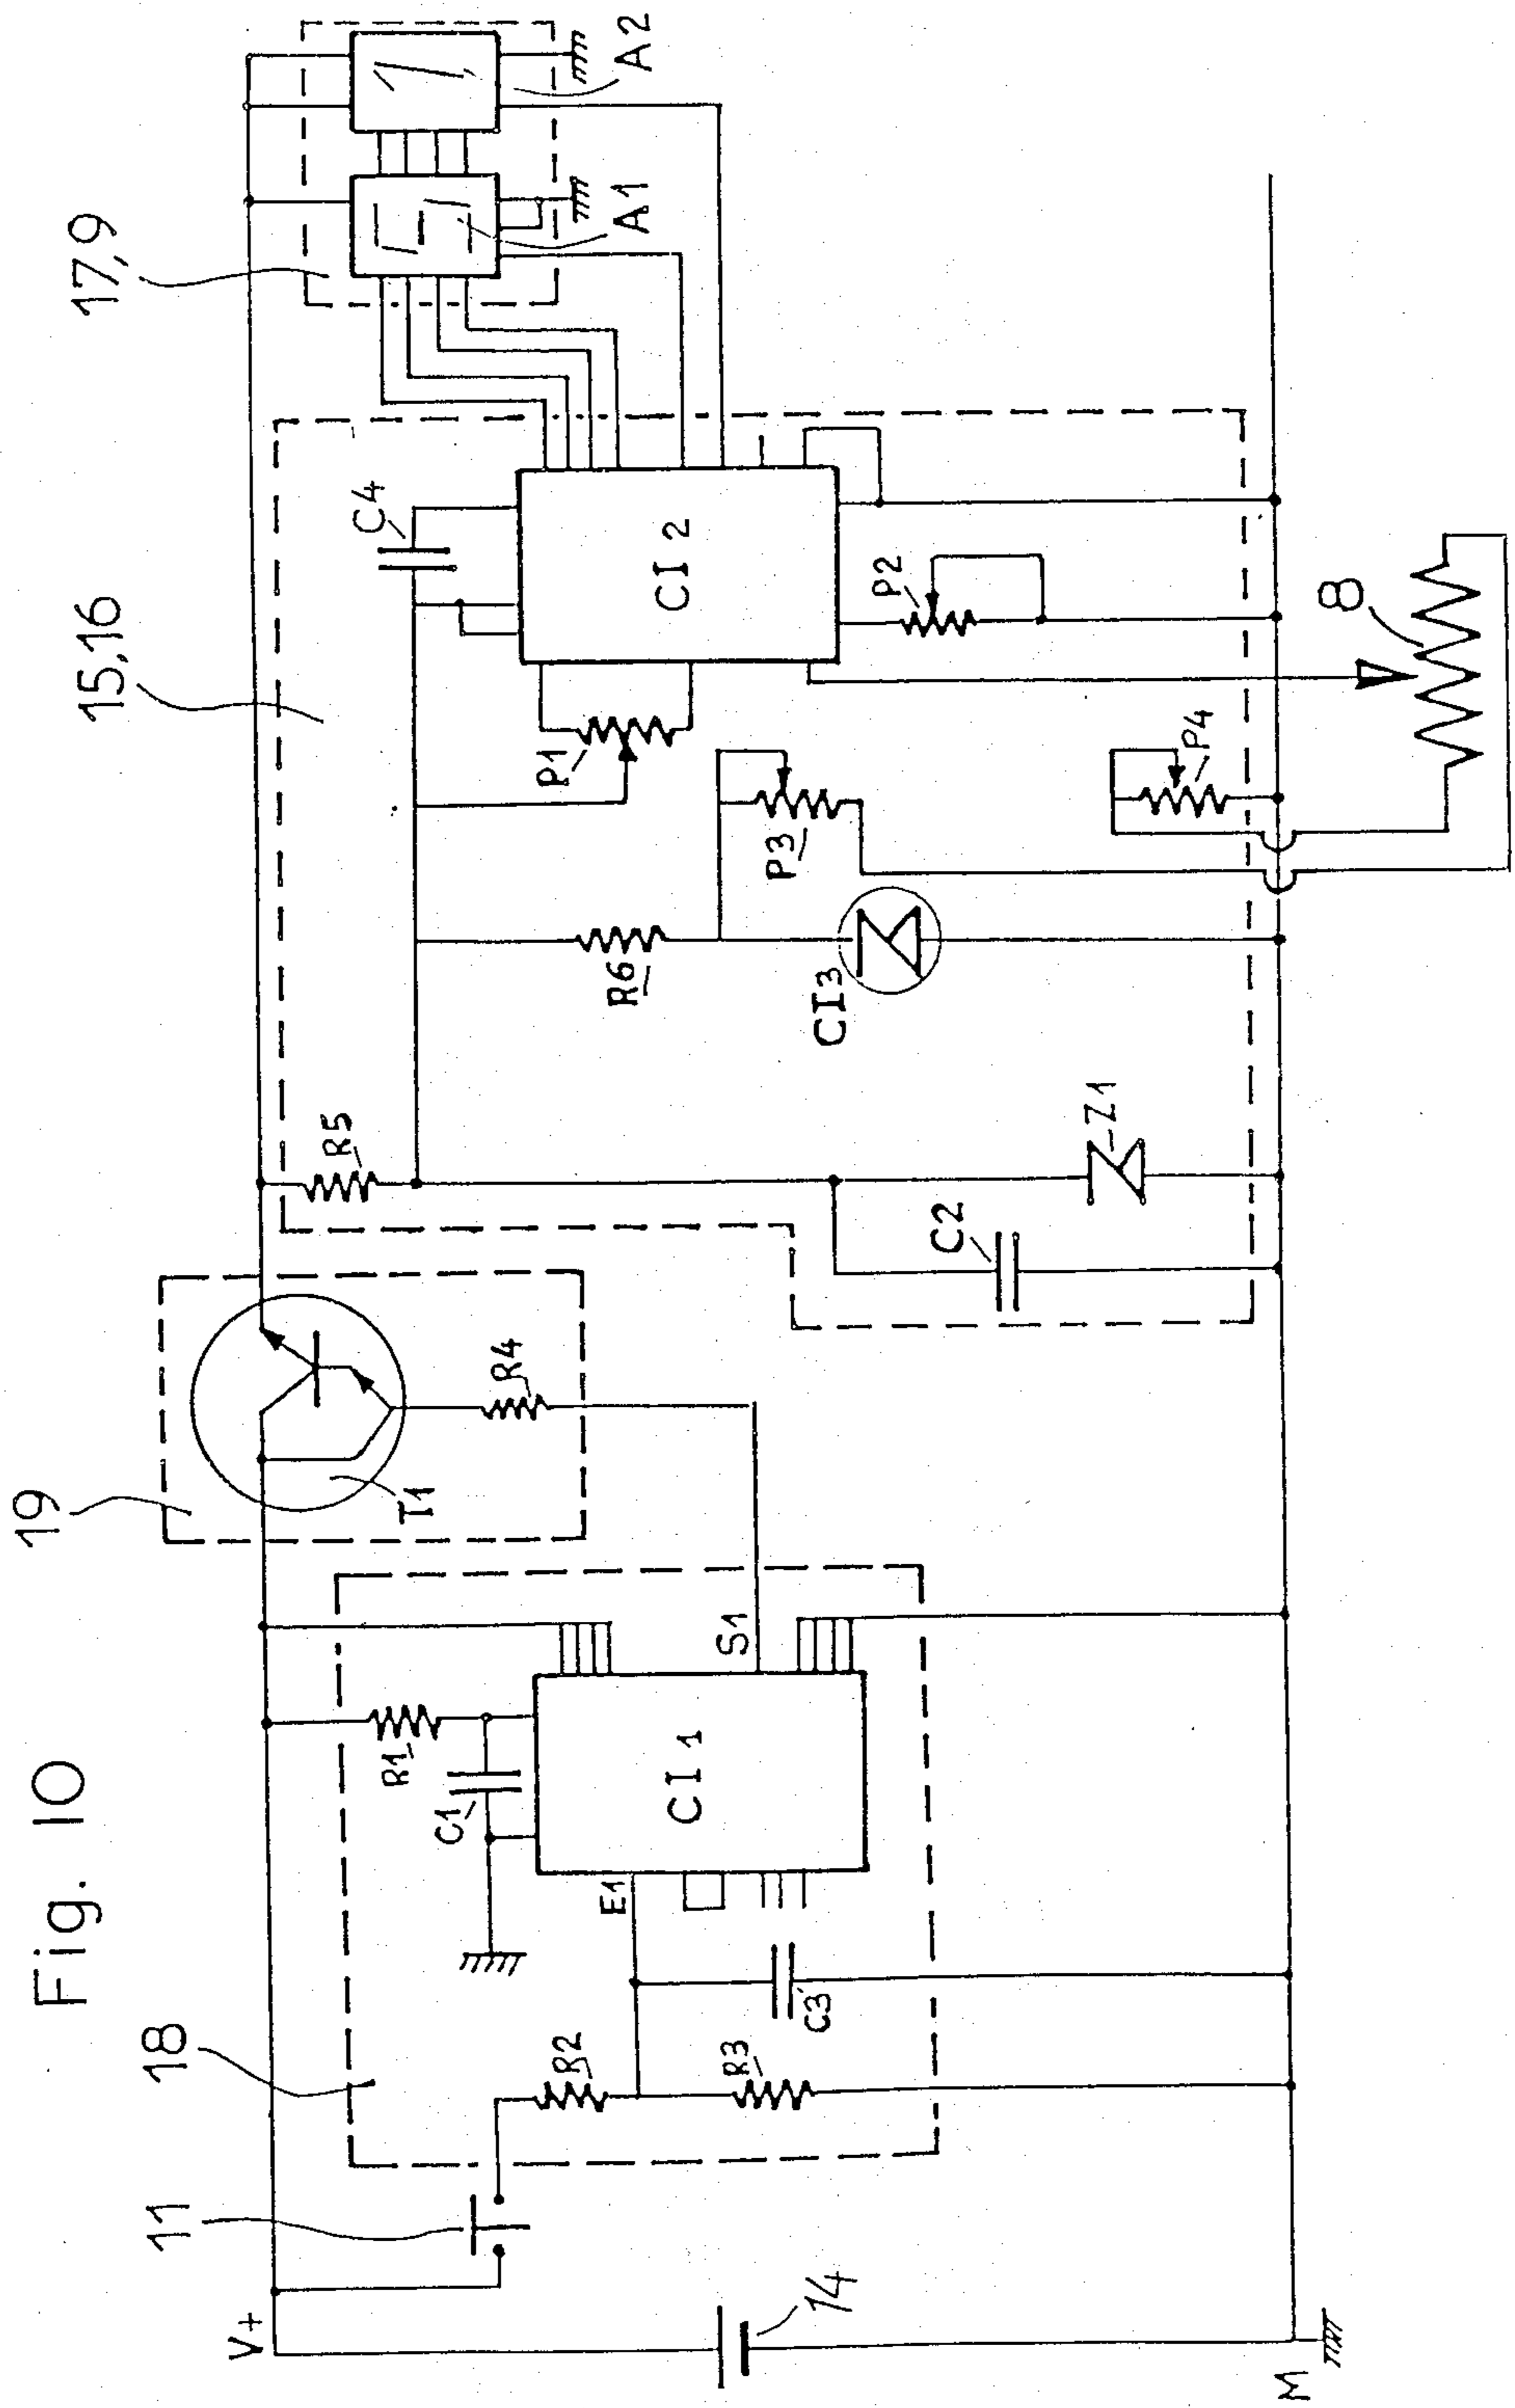 Fig. 10
17,9
A2
A1
15,16
C4
CI 2
P1
P2
8
P3
P4
R6
CI3
R5
Z1
C2
19
T1
R4
18
R1
C1
CI 1
S1
E1
R2
R3
C3
11
V+
14
M